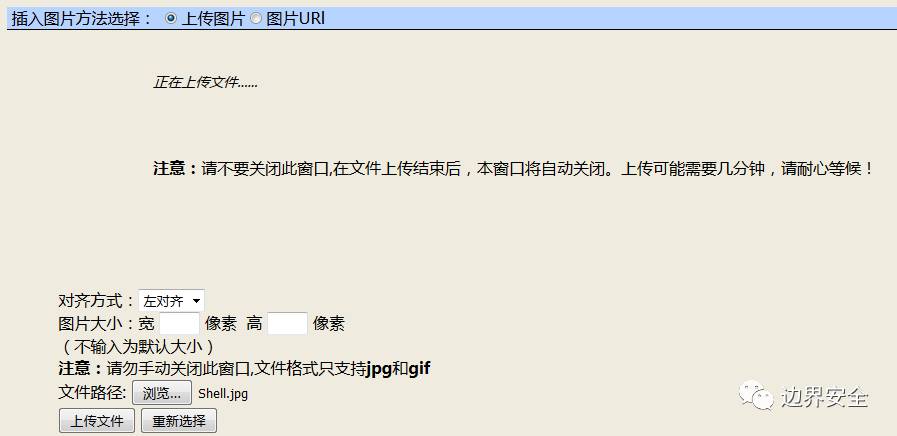 插入图片方法选择： 上传图片 图片URl
正在上传文件......
注意：请不要关闭此窗口,在文件上传结束后，本窗口将自动关闭。上传可能需要几分钟，请耐心等候！
对齐方式：左对齐
图片大小：宽 像素 高 像素
（不输入为默认大小）
注意：请勿手动关闭此窗口,文件格式只支持jpg和gif
文件路径: 浏览... Shell.jpg
上传文件 重新选择
边界安全